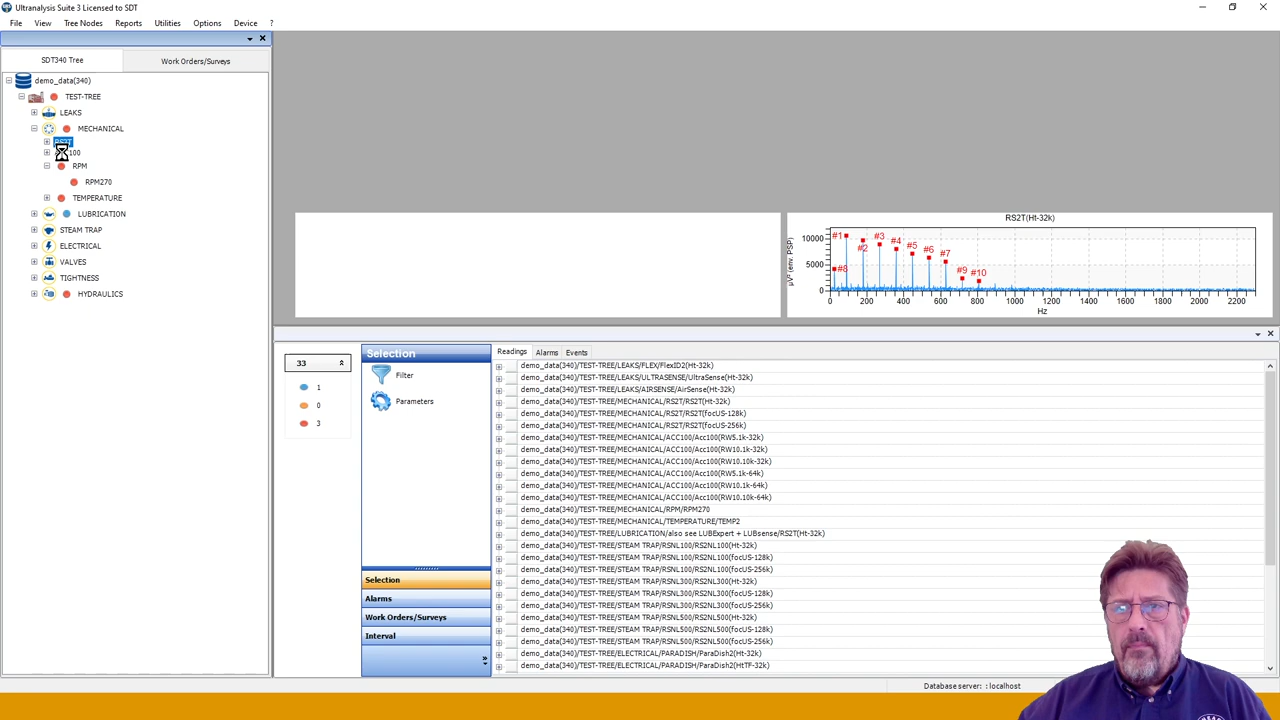 Ultranalysis Suite 3 Licensed to SDT
File View Tree Nodes Reports Utilities Options Device ?
SDT340 Tree
Work Orders/Surveys
demo_data(340)
TEST-TREE
LEAKS
MECHANICAL
RPM
RPM270
TEMPERATURE
LUBRICATION
STEAM TRAP
ELECTRICAL
VALVES
TIGHTNESS
HYDRAULICS
RS2T(Ht-32k)
µV² (env. PSP)
10000
5000
0
#1
#2
#3
#4
#5
#6
#7
#8
#9
#10
0 200 400 600 800 1000 1200 1400 1600 1800 2000 2200
Hz
33
1
0
3
Selection
Filter
Parameters
Selection
Alarms
Work Orders/Surveys
Interval
Readings Alarms Events
demo_data(340)/TEST-TREE/LEAKS/FLEX/FlexID2(Ht-32k)
demo_data(340)/TEST-TREE/LEAKS/ULTRASENSE/UltraSense(Ht-32k)
demo_data(340)/TEST-TREE/LEAKS/AIRSENSE/AirSense(Ht-32k)
demo_data(340)/TEST-TREE/MECHANICAL/RS2T/RS2T(Ht-32k)
demo_data(340)/TEST-TREE/MECHANICAL/RS2T/RS2T(focUS-128k)
demo_data(340)/TEST-TREE/MECHANICAL/RS2T/RS2T(focUS-256k)
demo_data(340)/TEST-TREE/MECHANICAL/ACC100/Acc100(RW5.1k-32k)
demo_data(340)/TEST-TREE/MECHANICAL/ACC100/Acc100(RW10.1k-32k)
demo_data(340)/TEST-TREE/MECHANICAL/ACC100/Acc100(RW10.10k-32k)
demo_data(340)/TEST-TREE/MECHANICAL/ACC100/Acc100(RW5.1k-64k)
demo_data(340)/TEST-TREE/MECHANICAL/ACC100/Acc100(RW10.10k-64k)
demo_data(340)/TEST-TREE/MECHANICAL/ACC100/Acc100(RW10.10k-64k)
demo_data(340)/TEST-TREE/MECHANICAL/RPM/RPM270
demo_data(340)/TEST-TREE/MECHANICAL/TEMPERATURE/TEMP2
demo_data(340)/TEST-TREE/LUBRICATION/also see LUBExpert + LUBsense/RS2T(Ht-32k)
demo_data(340)/TEST-TREE/STEAM TRAP/RSNL100/RS2NL100(Ht-32k)
demo_data(340)/TEST-TREE/STEAM TRAP/RSNL100/RS2NL100(focUS-128k)
demo_data(340)/TEST-TREE/STEAM TRAP/RSNL100/RS2NL100(focUS-256k)
demo_data(340)/TEST-TREE/STEAM TRAP/RSNL300/RS2NL300(Ht-32k)
demo_data(340)/TEST-TREE/STEAM TRAP/RSNL300/RS2NL300(focUS-128k)
demo_data(340)/TEST-TREE/STEAM TRAP/RSNL300/RS2NL300(focUS-256k)
demo_data(340)/TEST-TREE/STEAM TRAP/RSNL500/RS2NL500(Ht-32k)
demo_data(340)/TEST-TREE/STEAM TRAP/RSNL500/RS2NL500(focUS-128k)
demo_data(340)/TEST-TREE/STEAM TRAP/RSNL500/RS2NL500(focUS-256k)
demo_data(340)/TEST-TREE/ELECTRICAL/PARADISH/ParaDish2(Ht-32k)
demo_data(340)/TEST-TREE/ELECTRICAL/PARADISH/ParaDish2(HtTF-32k)
Database server: : localhost